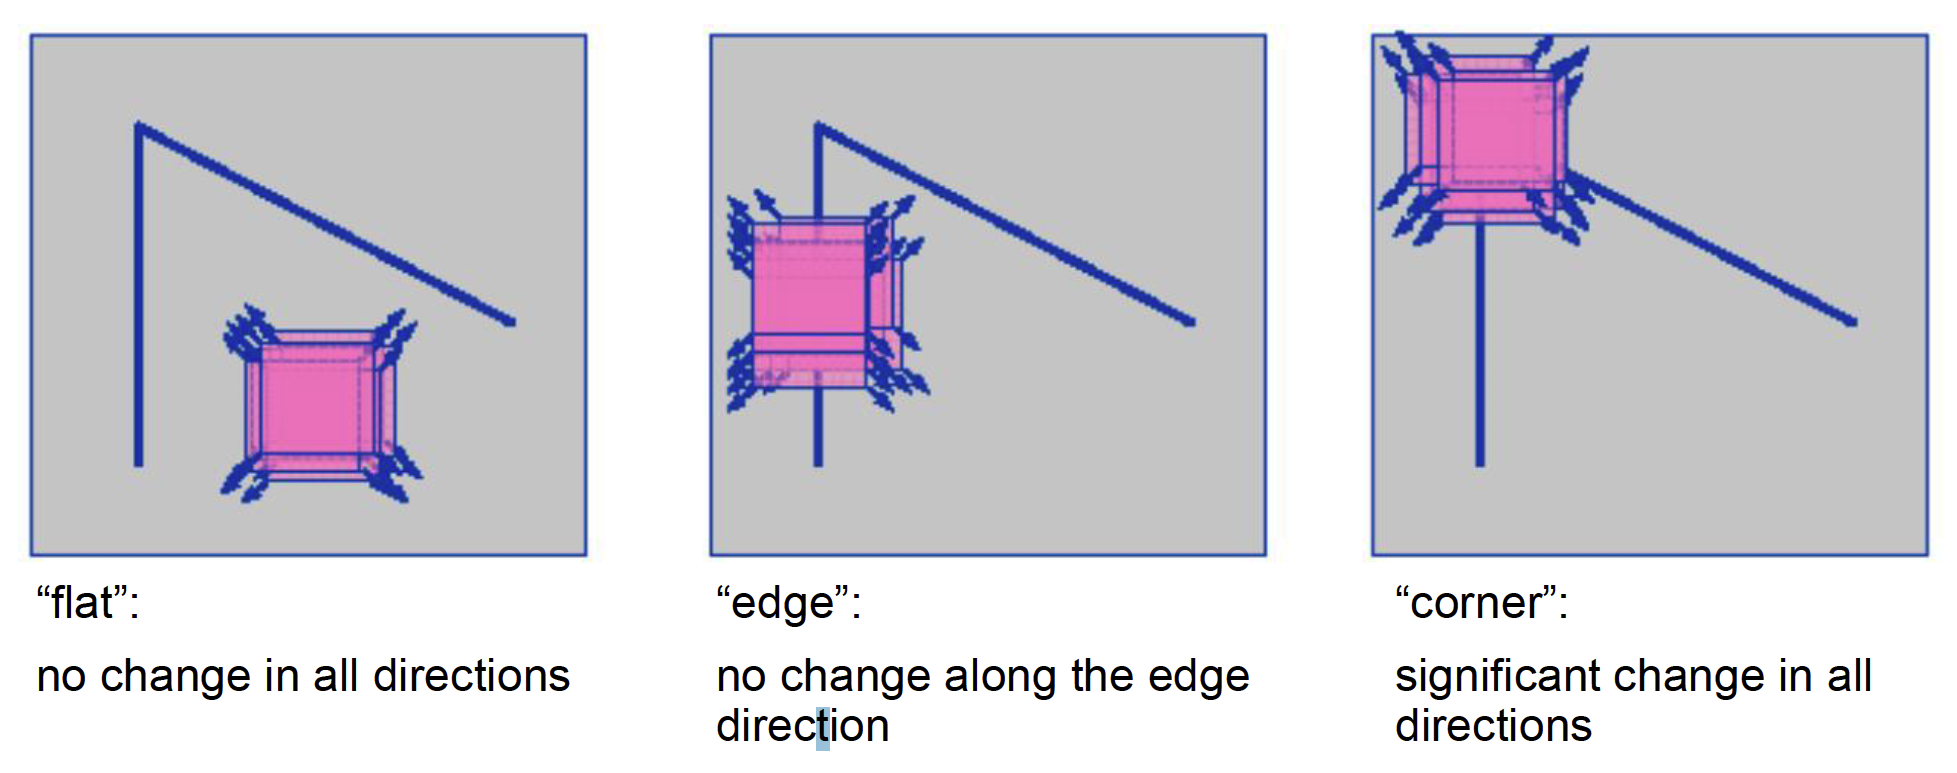 “flat”:
no change in all directions
“edge”:
no change along the edge
direction
“corner”:
significant change in all
directions